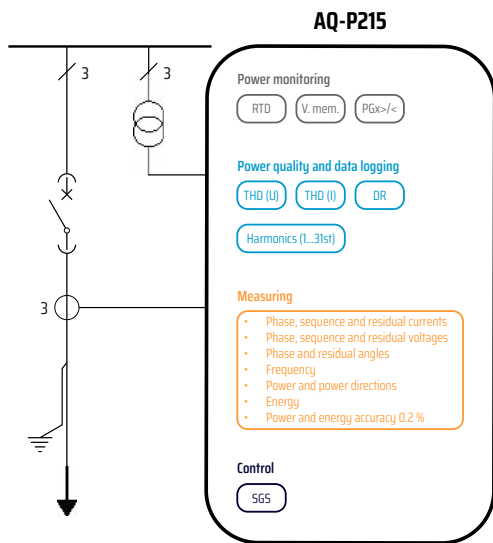 AQ-P215
3
3
Power monitoring
RTD
V. mem.
PGx>/<
Power quality and data logging
THD (U)
THD (I)
DR
Harmonics (1...31st)
3
Measuring
• Phase, sequence and residual currents
• Phase, sequence and residual voltages
• Phase and residual angles
• Frequency
• Power and power directions
• Energy
• Power and energy accuracy 0.2 %
Control
SGS